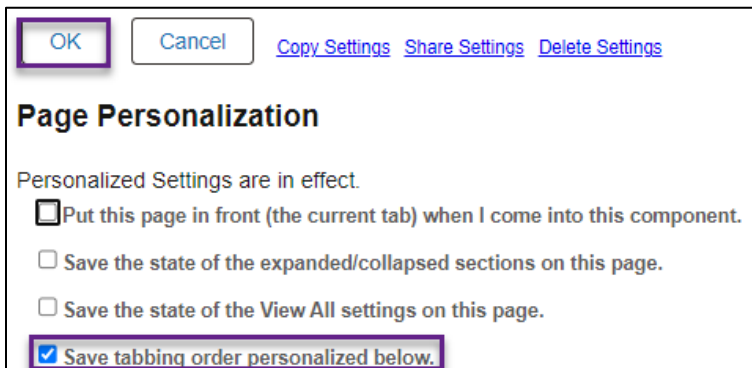 OK Cancel Copy Settings Share Settings Delete Settings
Page Personalization
Personalized Settings are in effect.
Put this page in front (the current tab) when I come into this component.
Save the state of the expanded/collapsed sections on this page.
Save the state of the View All settings on this page.
Save tabbing order personalized below.